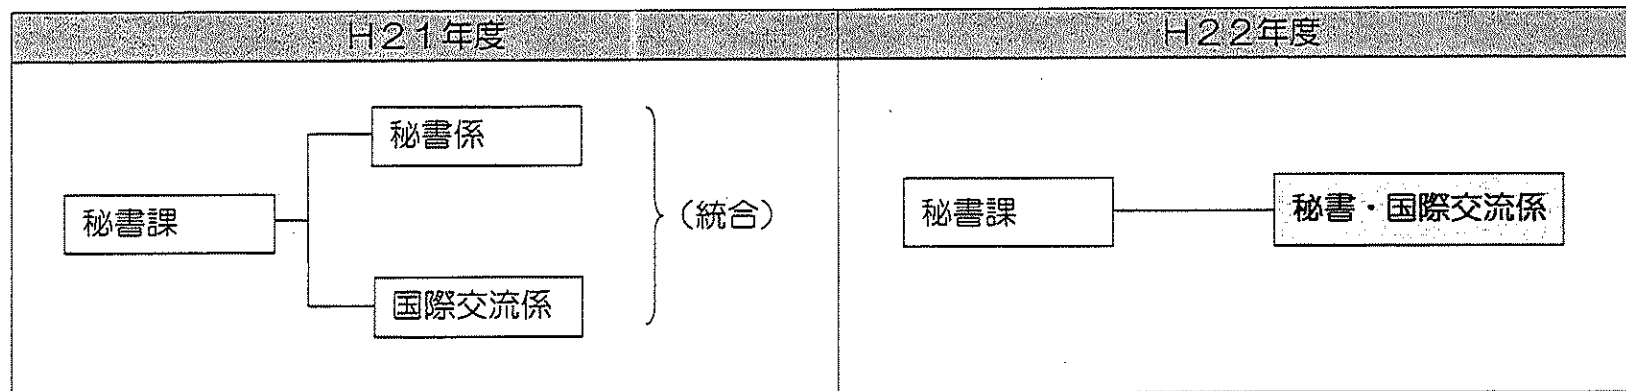 H21年度
秘書係
秘書課
(統合)
国際交流係
H22年度
秘書課
秘書・国際交流係